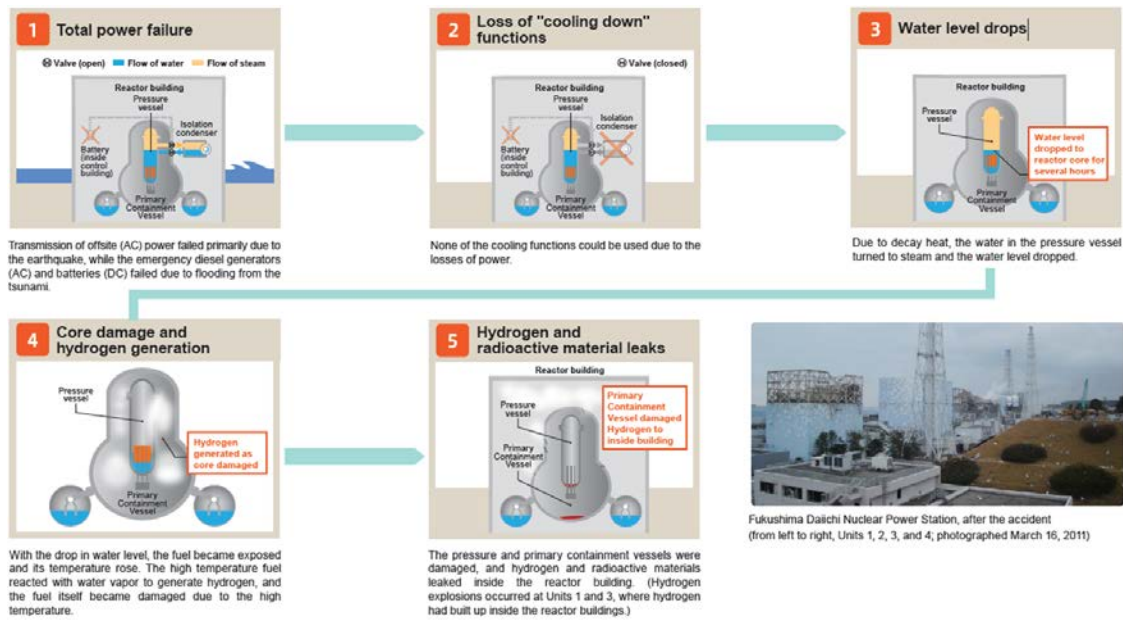 1 Total power failure
Valve (open) Flow of water Flow of steam
Reactor building
Pressure
vessel
Isolation
condenser
Battery
(inside
control
building)
Primary
Containment
Vessel
Transmission of offsite (AC) power failed primarily due to
the earthquake, while the emergency diesel generators
(AC) and batteries (DC) failed due to flooding from the
tsunami.
2 Loss of "cooling down"
functions
Valve (closed)
Reactor building
Pressure
vessel
Isolation
condenser
Battery
(inside
control
building)
Primary
Containment
Vessel
None of the cooling functions could be used due to the
losses of power.
3 Water level drops
Reactor building
Pressure
vessel
Water level
dropped to
reactor core for
several hours
Primary
Containment
Vessel
Due to decay heat, the water in the pressure vessel
turned to steam and the water level dropped.
4 Core damage and
hydrogen generation
Pressure
vessel
Hydrogen
generated as
core damaged
Primary
Containment
Vessel
With the drop in water level, the fuel became exposed
and its temperature rose. The high temperature fuel
reacted with water vapor to generate hydrogen, and
the fuel itself became damaged due to the high
temperature.
5 Hydrogen and
radioactive material leaks
Reactor building
Pressure
vessel
Primary
Containment
Vessel
Primary
Containment
Vessel damaged
Hydrogen to
inside building
The pressure and primary containment vessels were
damaged, and hydrogen and radioactive materials
leaked inside the reactor building. (Hydrogen
explosions occurred at Units 1 and 3, where hydrogen
had built up inside the reactor buildings.)
Fukushima Daiichi Nuclear Power Station, after the accident
(from left to right, Units 1, 2, 3, and 4; photographed March 16, 2011)